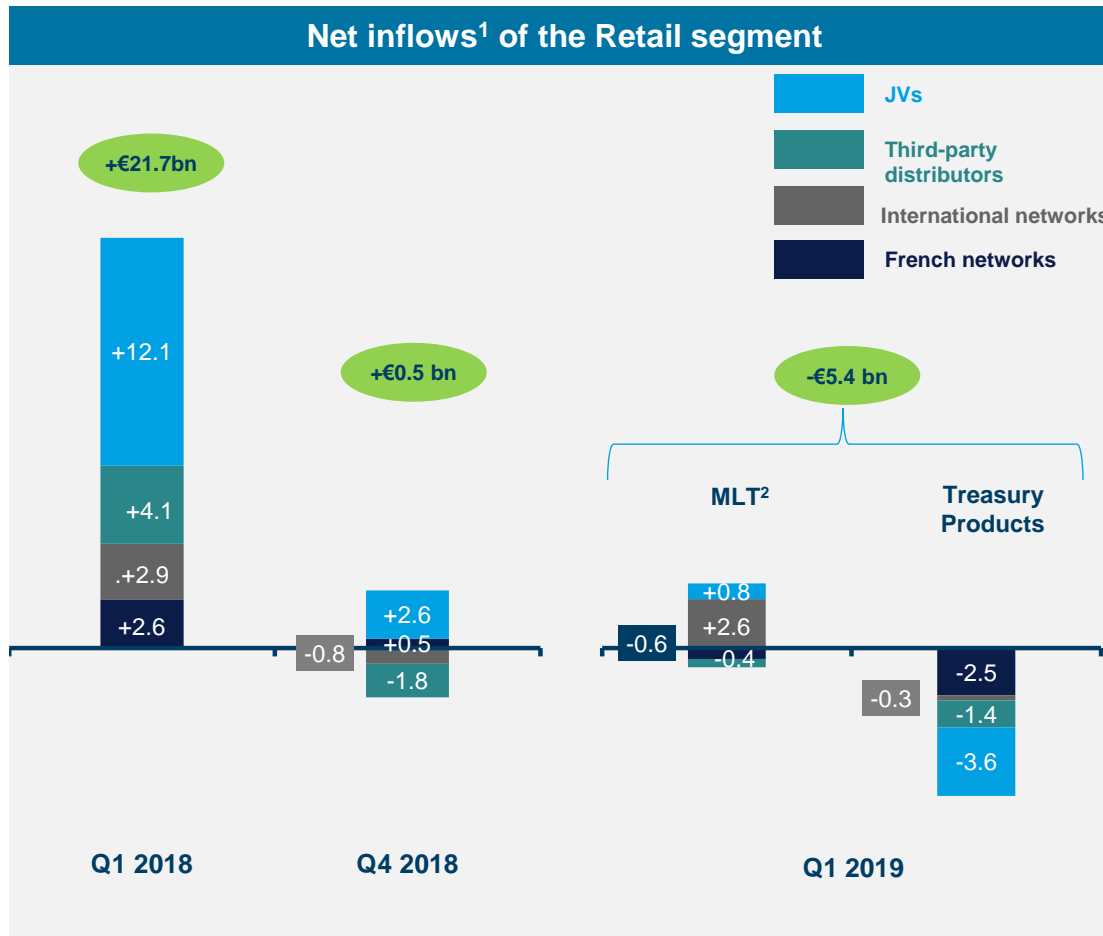 Net inflows¹ of the Retail segment
JVs
Third-party
distributors
International networks
French networks
+€21.7bn
+12.1
+4.1
.+2.9
+2.6
Q1 2018
+€0.5 bn
+2.6
+0.5
-0.8
-1.8
Q4 2018
-€5.4 bn
MLT²
Treasury
Products
+0.8
+2.6
-0.6
-0.4
-2.5
-0.3
-1.4
-3.6
Q1 2019